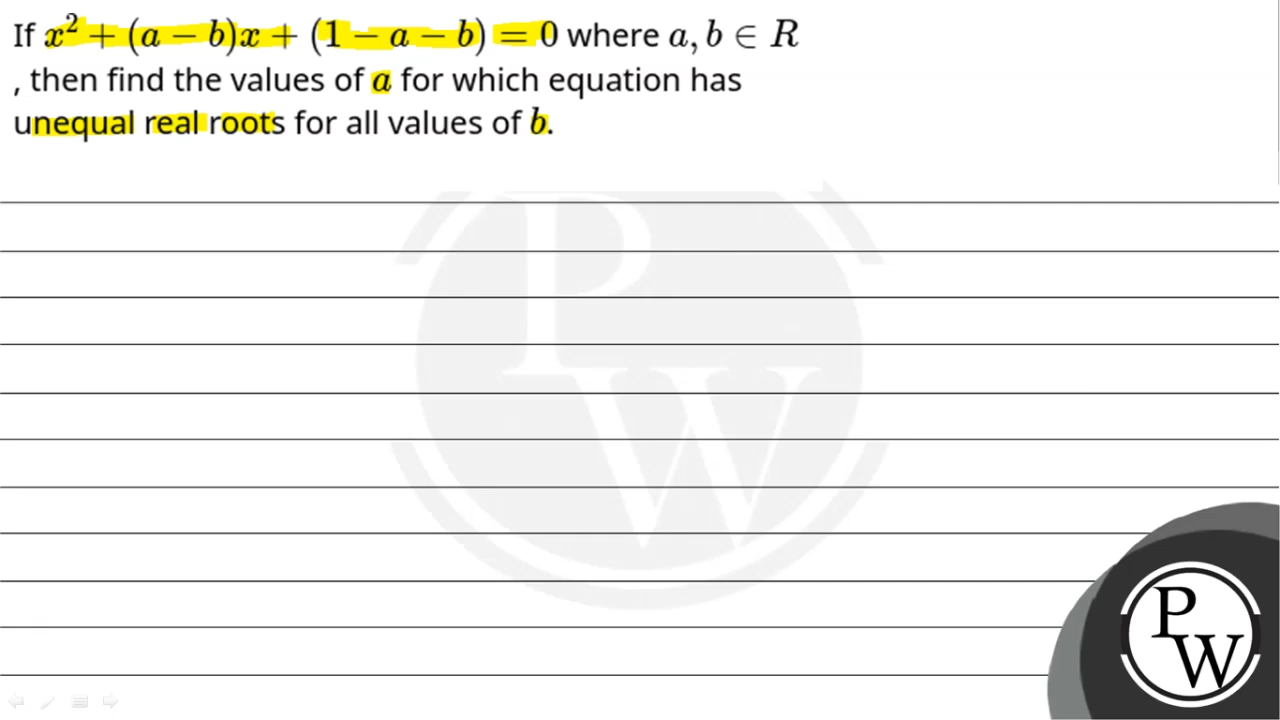 If x² + (a − b)x + (1 − a − b) = 0 where a, b ∈ R
, then find the values of a for which equation has
unequal real roots for all values of b.
P
W
P
W